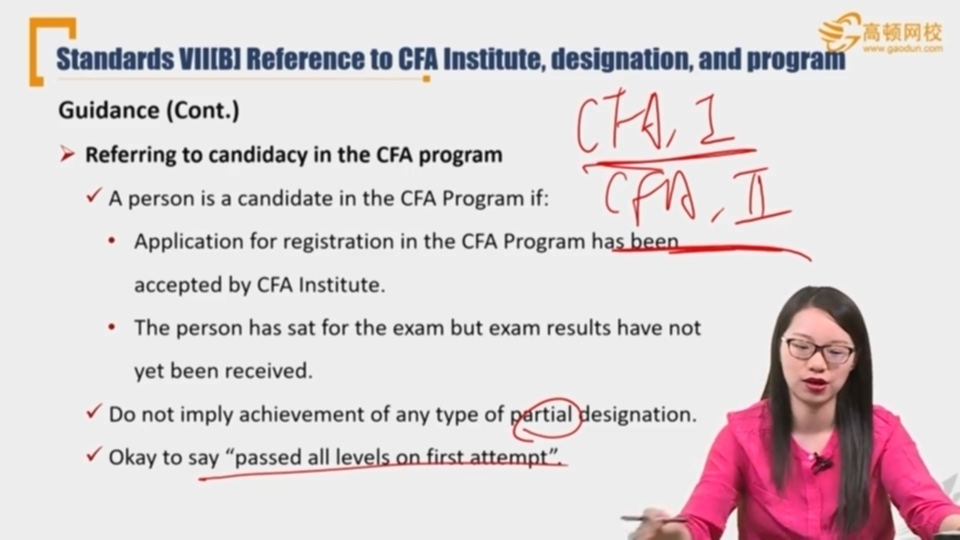 高顿网校
www.gaodun.com
Standards VII[B] Reference to CFA Institute, designation, and program
Guidance (Cont.)
CFA, I
Referring to candidacy in the CFA program
CFA, II
A person is a candidate in the CFA Program if:
Application for registration in the CFA Program has been
accepted by CFA Institute.
The person has sat for the exam but exam results have not
yet been received.
Do not imply achievement of any type of partial designation.
Okay to say “passed all levels on first attempt”.